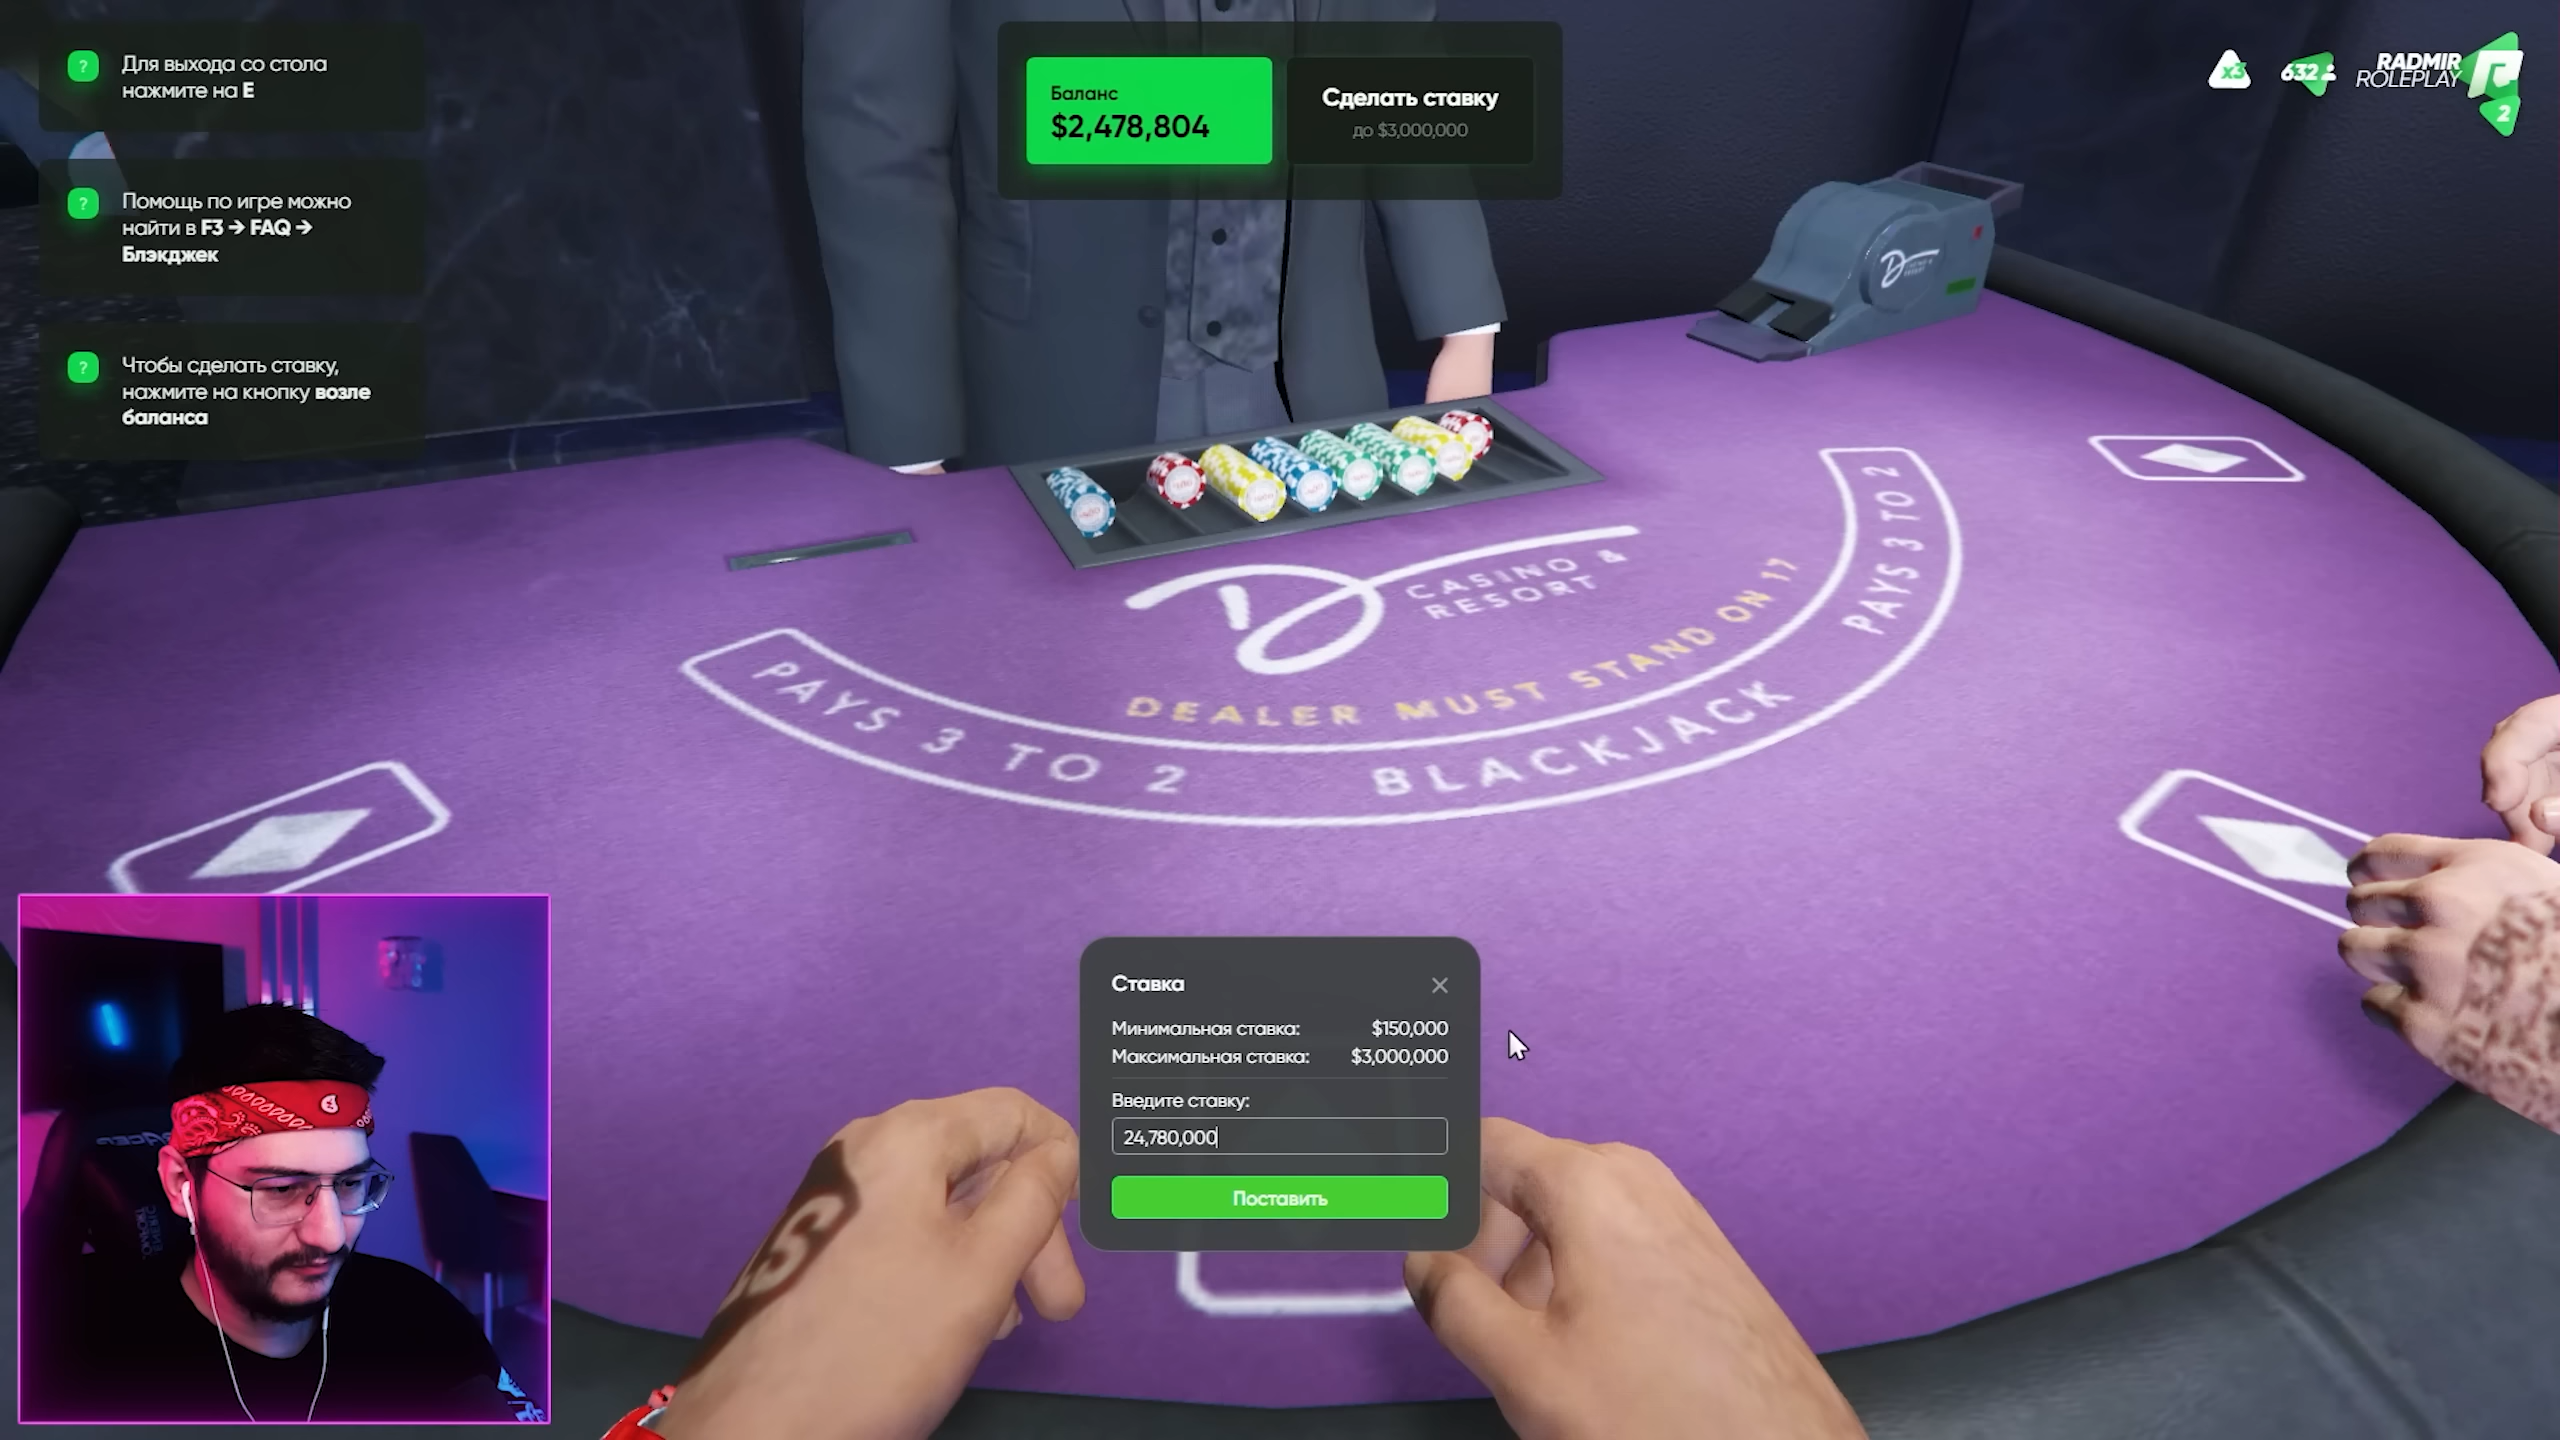 Для выхода со стола
нажмите на E
Помощь по игре можно
найти в F3 → FAQ →
Блэкджек
Чтобы сделать ставку,
нажмите на кнопку возле
баланса
Баланс
$2,478,804
Сделать ставку
до $3,000,000
x3
632
RADMIR
ROLEPLAY
2
CASINO &
RESORT
DEALER MUST STAND ON 17
PAYS 3 TO 2
BLACKJACK
PAYS 3 TO 2
Ставка
Минимальная ставка: $150,000
Максимальная ставка: $3,000,000
Введите ставку:
24,780,000
Поставить